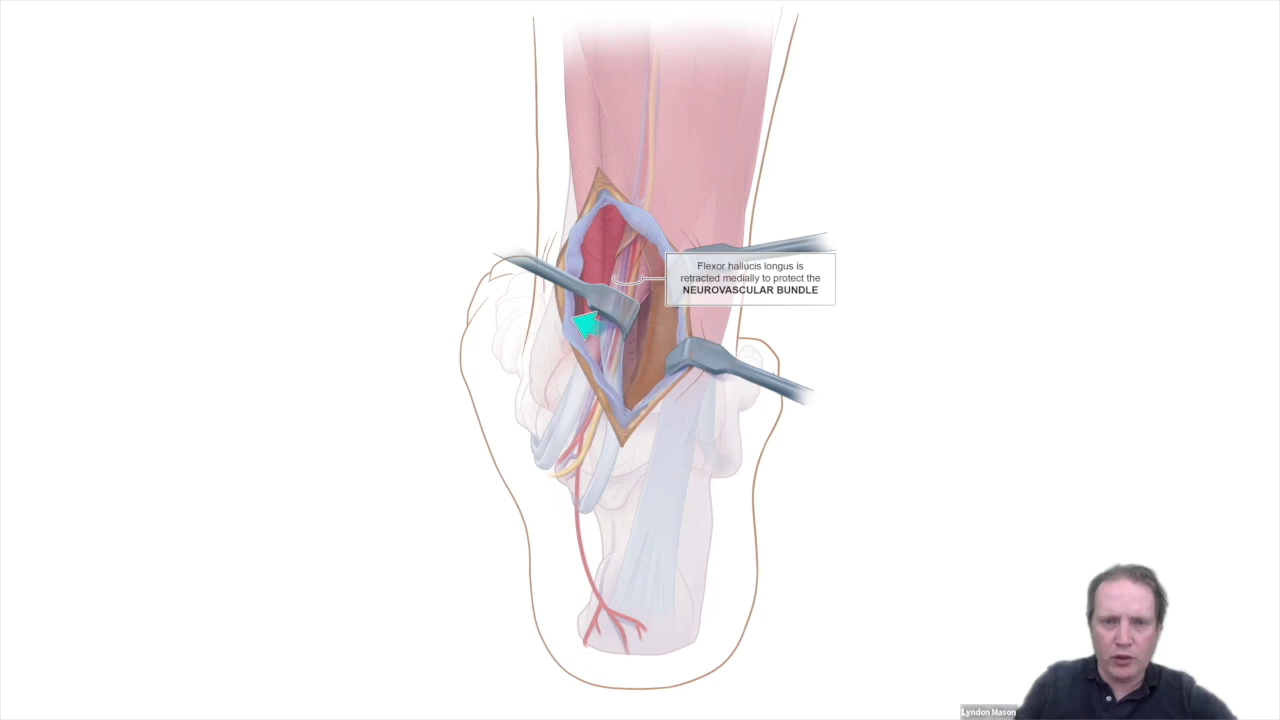 Flexor hallucis longus is
retracted medially to protect the
NEUROVASCULAR BUNDLE
Lyndon Mason